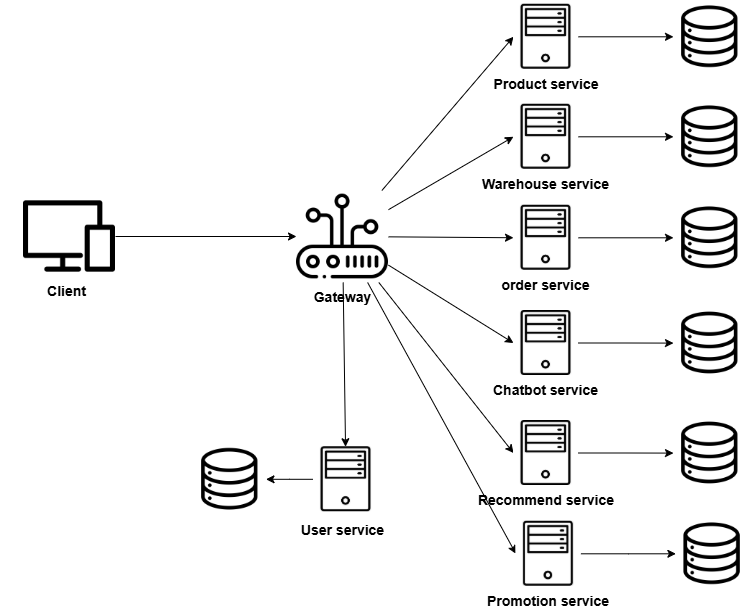 Product service
Warehouse service
order service
Client
Gateway
Chatbot service
Recommend service
User service
Promotion service